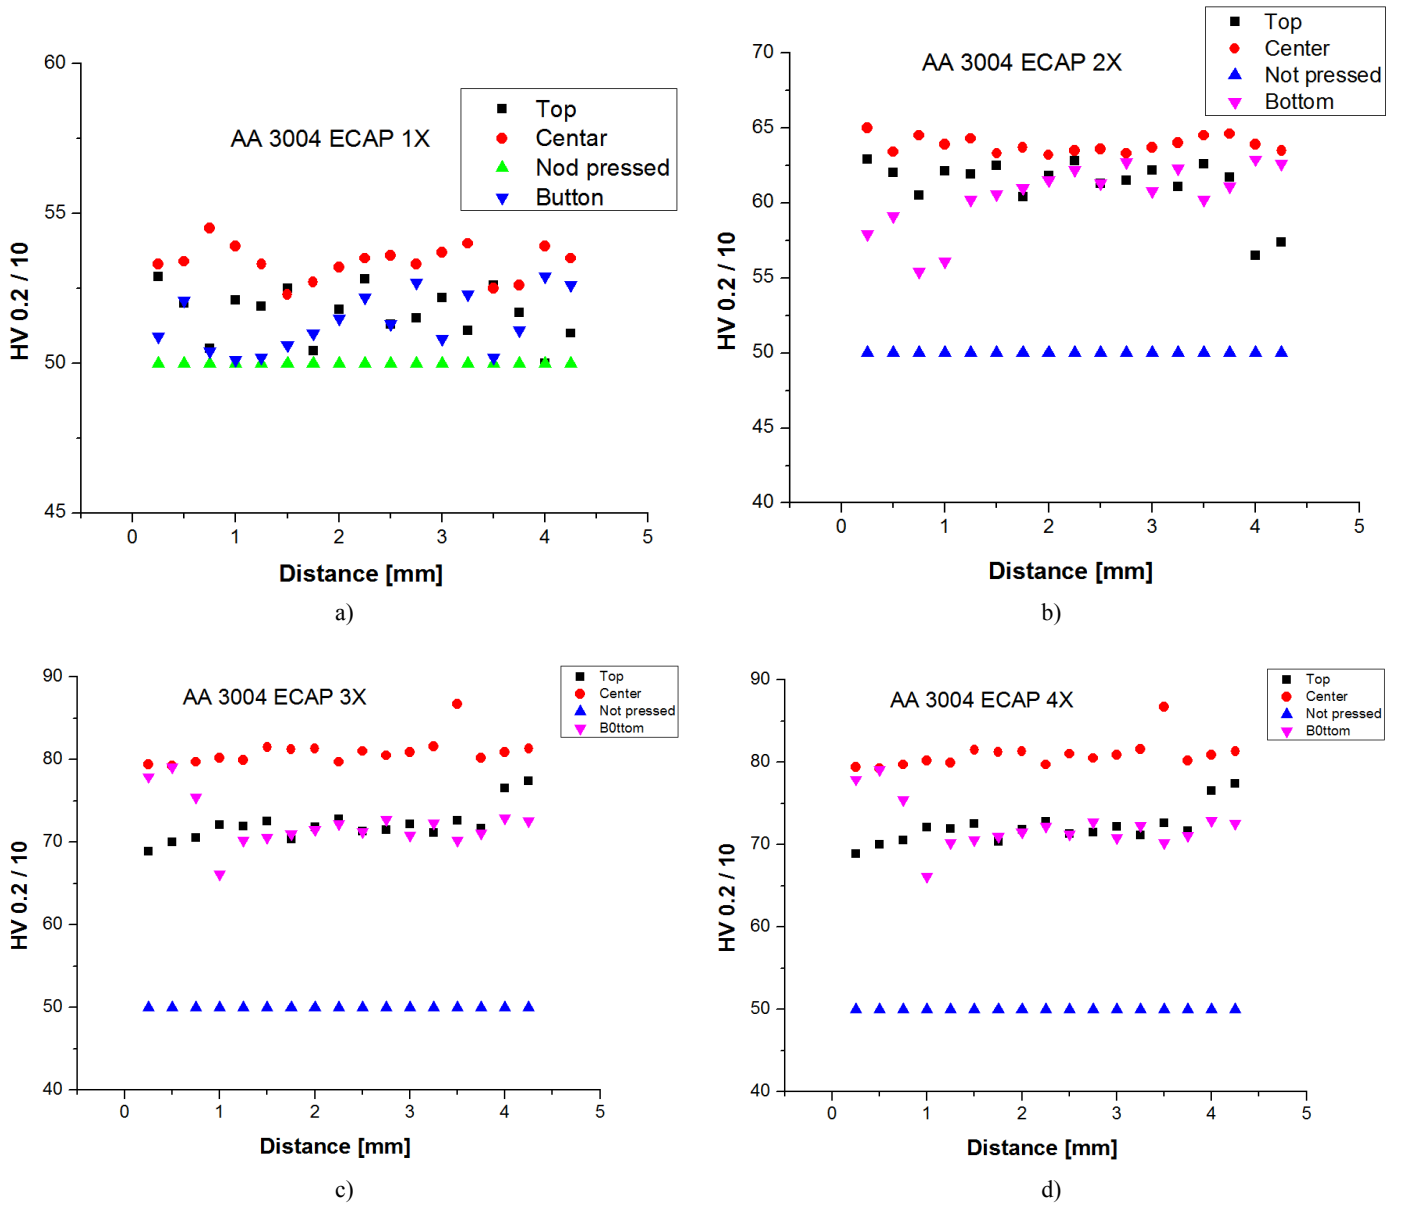 AA 3004 ECAP 1X
Top
Centar
Nod pressed
Button
60
55
50
45
HV 0.2 / 10
0 1 2 3 4 5
Distance [mm]
a)
AA 3004 ECAP 2X
Top
Center
Not pressed
Bottom
70
65
60
55
50
45
40
HV 0.2 / 10
0 1 2 3 4 5
Distance [mm]
b)
AA 3004 ECAP 3X
Top
Center
Not pressed
B0ttom
90
80
70
60
50
40
HV 0.2 / 10
0 1 2 3 4 5
Distance [mm]
c)
AA 3004 ECAP 4X
Top
Center
Not pressed
B0ttom
90
80
70
60
50
40
HV 0.2 / 10
0 1 2 3 4 5
Distance [mm]
d)